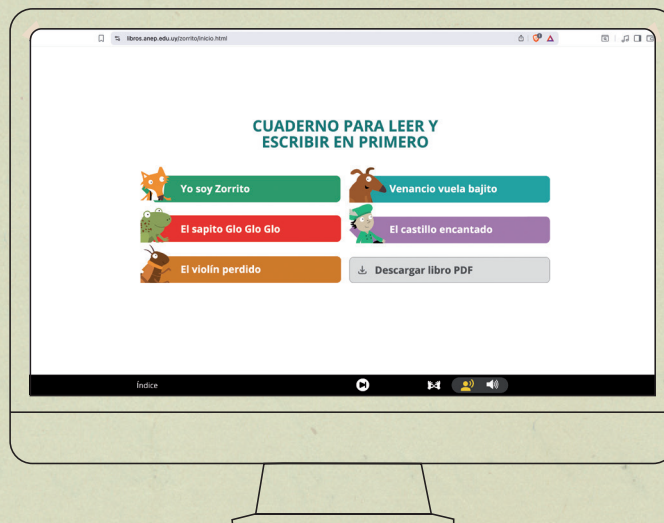 libros.anep.edu.uy/zorrito/inicio.html
CUADERNO PARA LEER Y
ESCRIBIR EN PRIMERO
Yo soy Zorrito
Venancio vuela bajito
El sapito Glo Glo Glo
El castillo encantado
El violín perdido
Descargar libro PDF
Índice